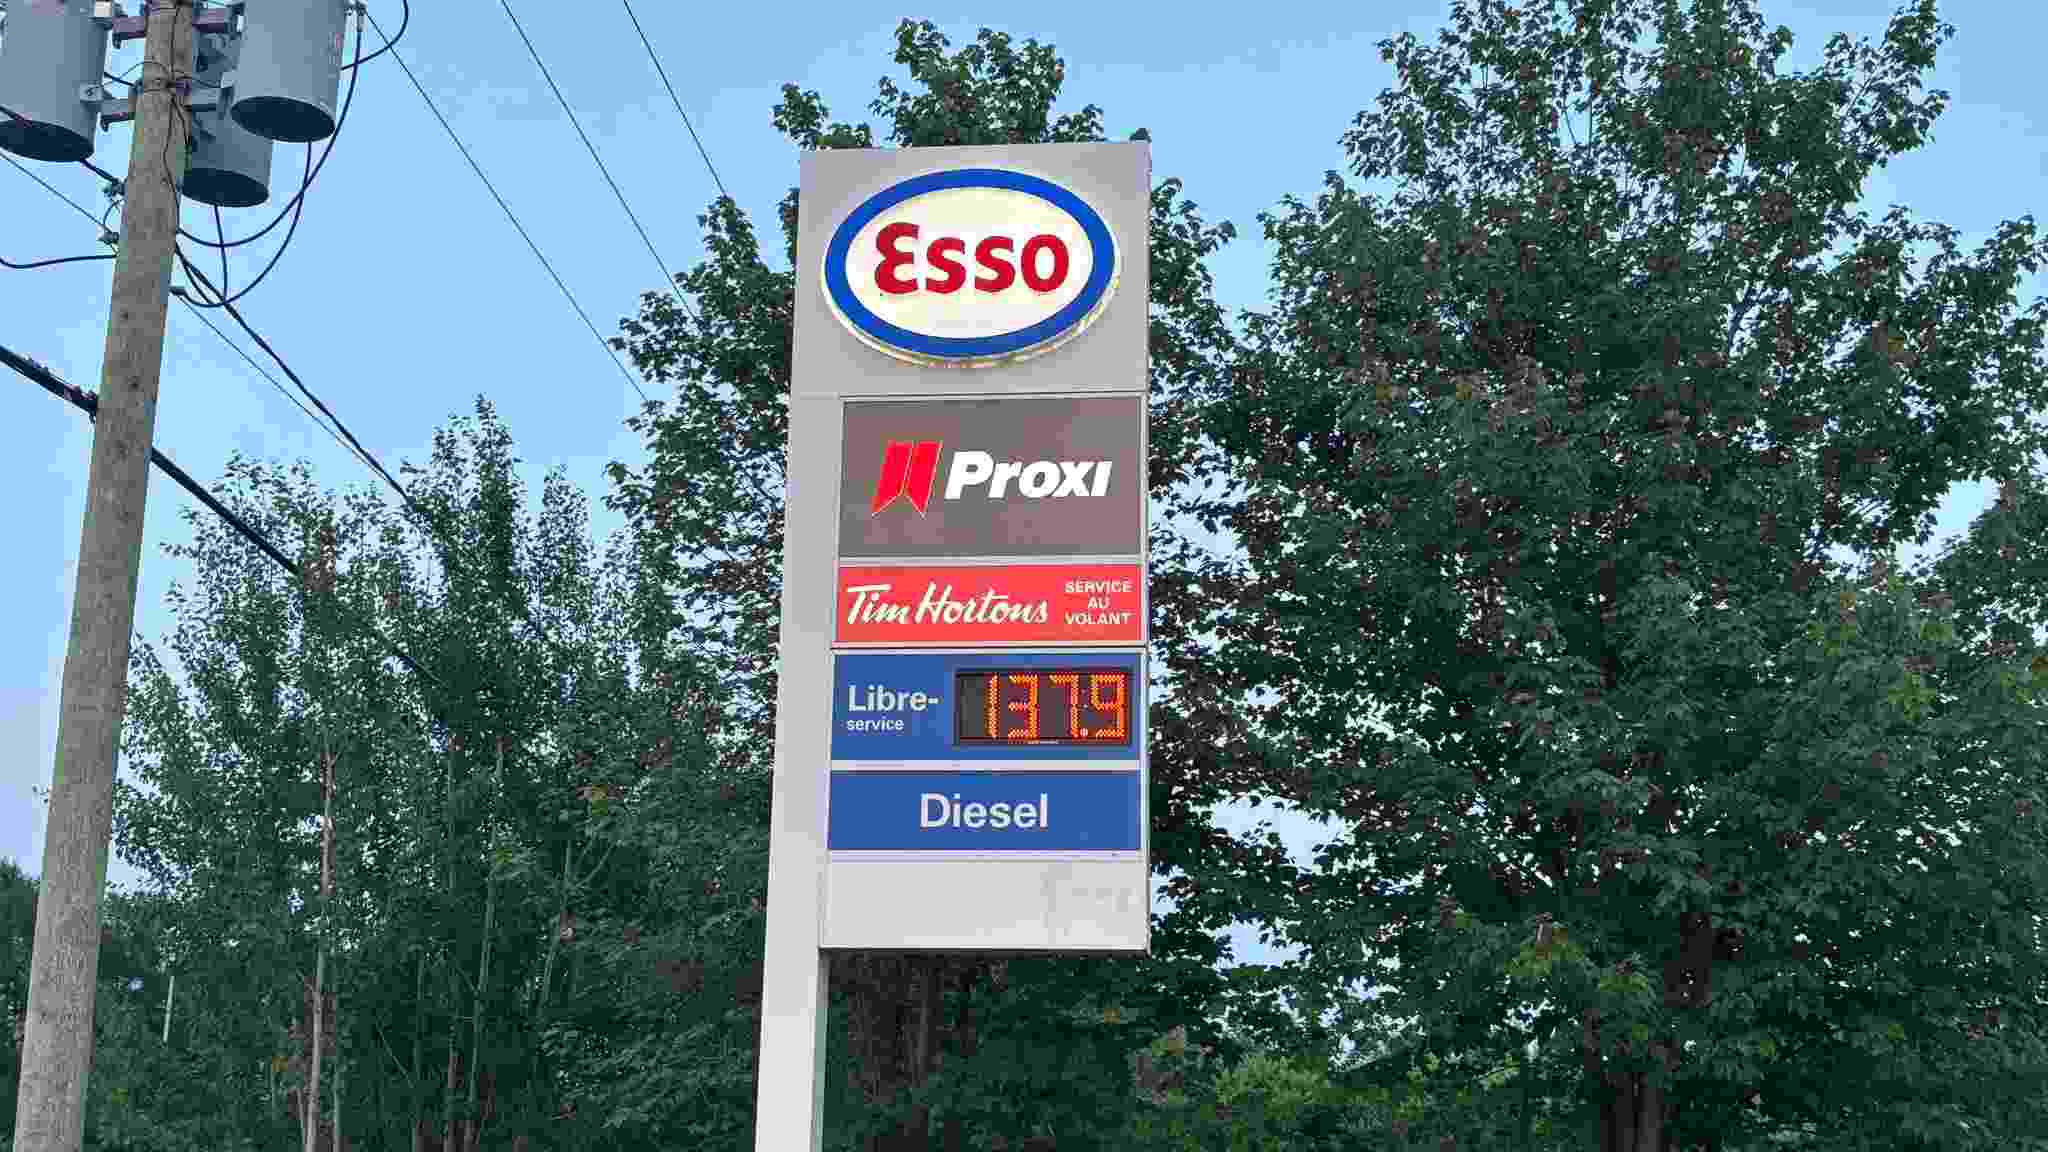 Esso
Proxi
Tim Hortons
SERVICE
AU
VOLANT
Libre-
service
137.9
Diesel